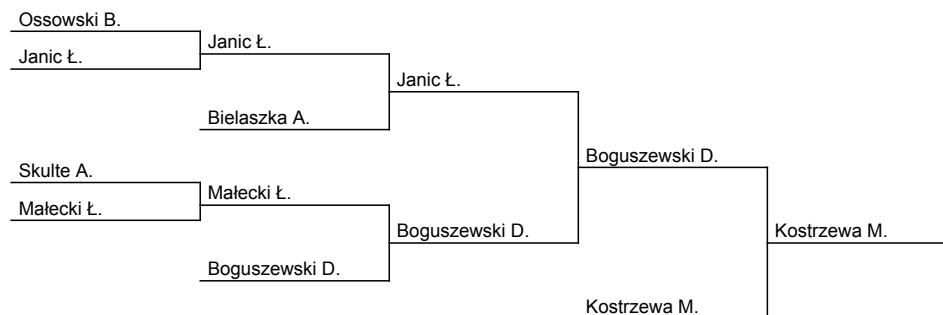 Ossowski B.
Janic Ł.
Janic Ł.
Janic Ł.
Bielaszka A.
Boguszewski D.
Skulte A.
Małecki Ł.
Małecki Ł.
Boguszewski D.
Kostrzewa M.
Boguszewski D.
Kostrzewa M.